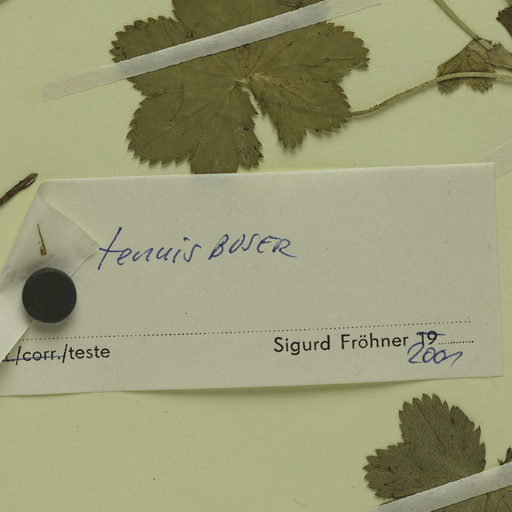 tenuis BUSER
./corr./teste Sigurd Fröhner 19
2001